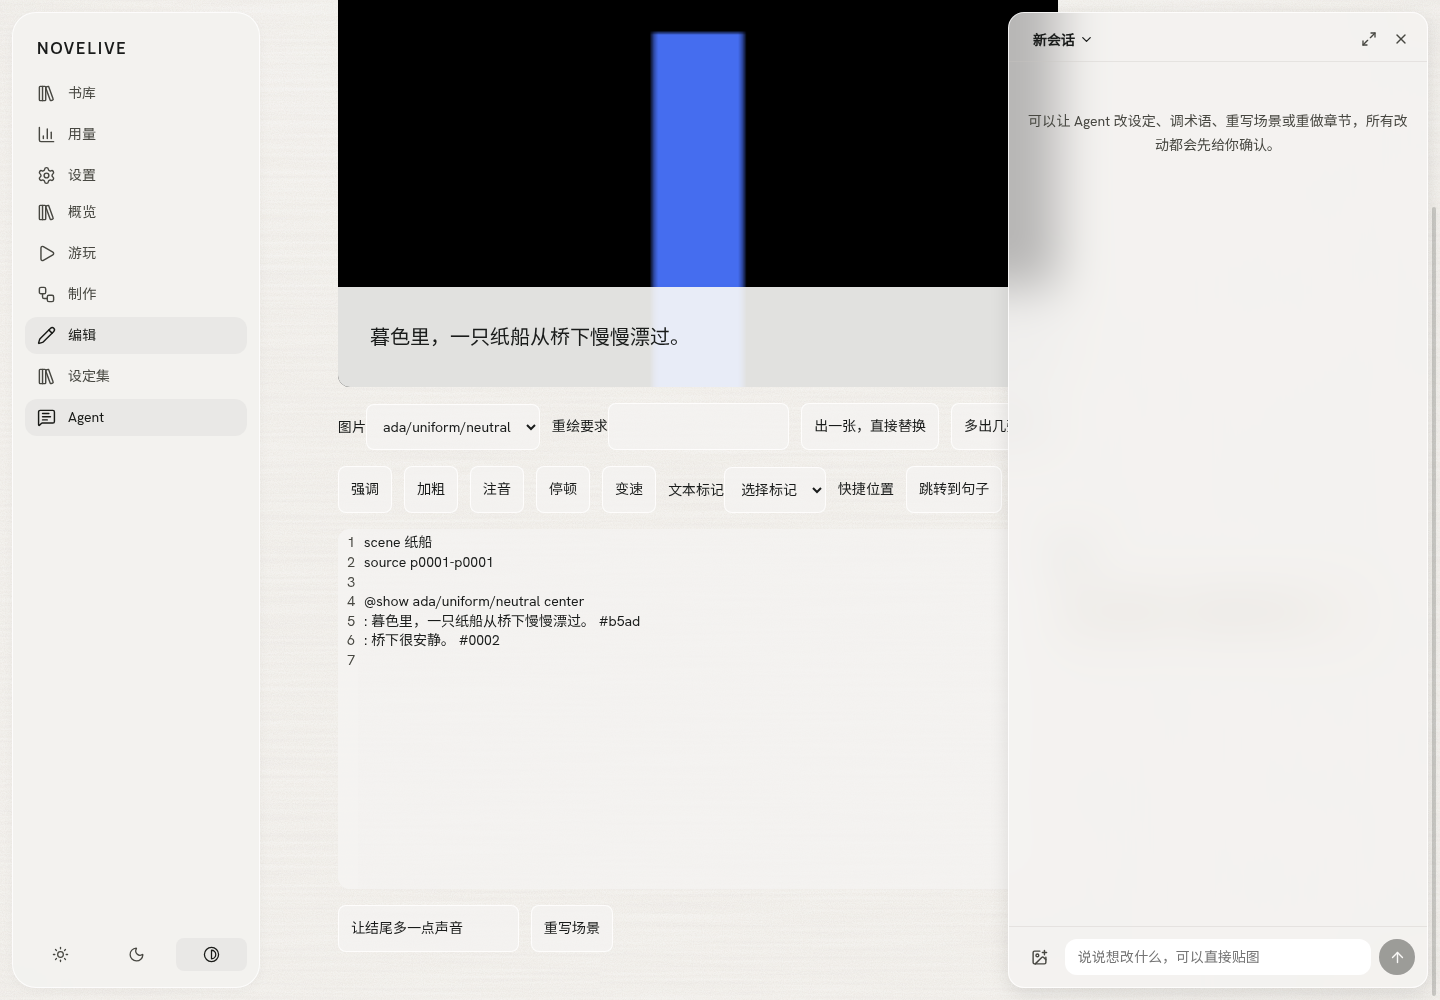 NOVELIVE
书库
用量
设置
概览
游玩
制作
编辑
设定集
Agent
暮色里，一只纸船从桥下慢慢漂过。
图片 ada/uniform/neutral 重绘要求 出一张，直接替换 多出几
强调 加粗 注音 停顿 变速 文本标记 选择标记 快捷位置 跳转到句子
1 scene 纸船
2 source p0001-p0001
3
4 @show ada/uniform/neutral center
5 : 暮色里，一只纸船从桥下慢慢漂过。 #b5ad
6 : 桥下很安静。 #0002
7
让结尾多一点声音 重写场景
新会话
可以让 Agent 改设定、调术语、重写场景或重做章节，所有改
动都会先给你确认。
说说想改什么，可以直接贴图